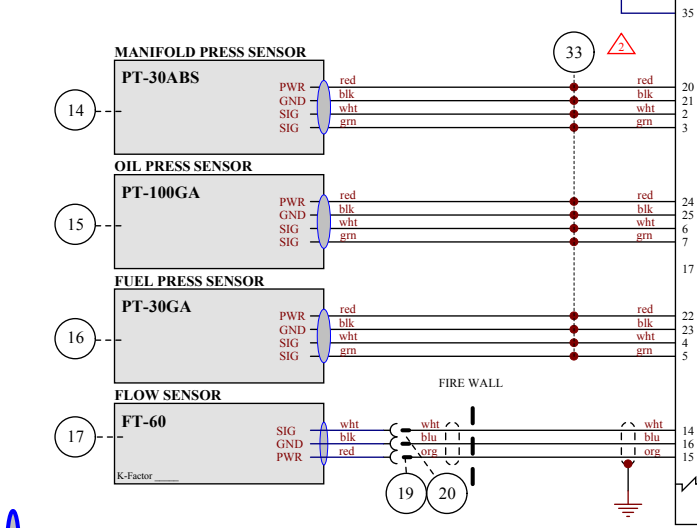 35
MANIFOLD PRESS SENSOR
33
2
PT-30ABS
14
PWR red red 20
GND blk blk 21
SIG wht wht 2
SIG grn grn 3
OIL PRESS SENSOR
PT-100GA
15
PWR red red 24
GND blk blk 25
SIG wht wht 6
SIG grn grn 7
17
FUEL PRESS SENSOR
PT-30GA
16
PWR red red 22
GND blk blk 23
SIG wht wht 4
SIG grn grn 5
FIRE WALL
FLOW SENSOR
FT-60
17
SIG wht wht wht 14
GND blk blu blu 16
PWR red org org 15
K-Factor _____
19 20